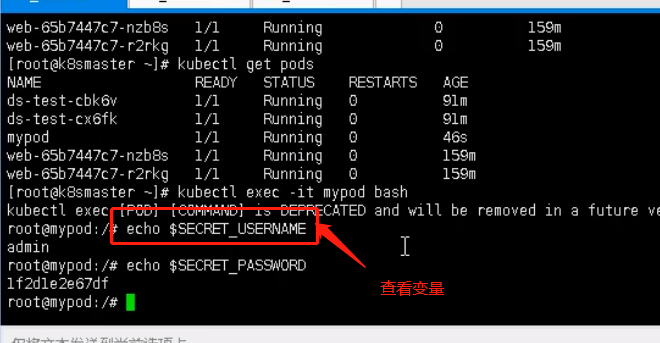 web-65b7447c7-nzb8s 1/1 Running 0 159m
web-65b7447c7-r2rkg 1/1 Running 0 159m
[root@k8smaster ~]# kubectl get pods
NAME READY STATUS RESTARTS AGE
ds-test-cbk6v 1/1 Running 0 91m
ds-test-cx6fk 1/1 Running 0 91m
mypod 1/1 Running 0 46s
web-65b7447c7-nzb8s 1/1 Running 0 159m
web-65b7447c7-r2rkg 1/1 Running 0 159m
[root@k8smaster ~]# kubectl exec -it mypod bash
kubectl exec [POD] [COMMAND] is DEPRECATED and will be removed in a future ve
root@mypod:/# echo $SECRET_USERNAME
admin
root@mypod:/# echo $SECRET_PASSWORD
1f2d1e2e67df
root@mypod:/#
查看变量